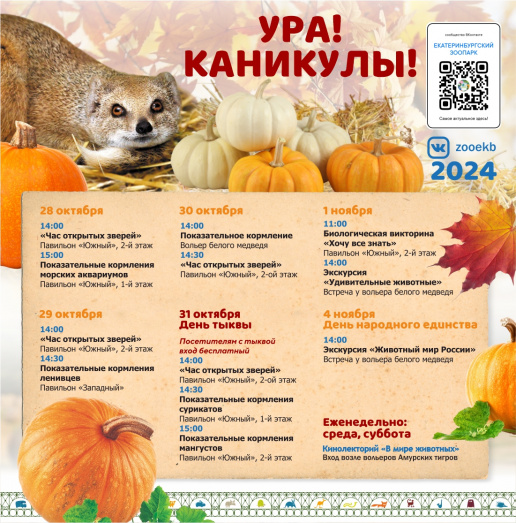 УРА!
КАНИКУЛЫ!
сообщество ВКонтакте
ЕКАТЕРИНБУРГСКИЙ
ЗООПАРК
Самое актуальное здесь!
zooekb
2024
28 октября
14:00
«Час открытых зверей»
Павильон «Южный», 2-й этаж
15:00
Показательные кормления
морских аквариумов
Павильон «Южный», 1-й этаж
30 октября
14:00
Показательное кормление
Вольер белого медведя
14:30
«Час открытых зверей»
Павильон «Южный», 2-ой этаж
1 ноября
11:00
Биологическая викторина
«Хочу все знать»
Павильон «Южный», 2-й этаж
14:00
Экскурсия
«Удивительные животные»
Встреча у вольера белого медведя
29 октября
14:00
«Час открытых зверей»
Павильон «Южный», 2-й этаж
14:30
Показательные кормления
ленивцев
Павильон «Западный»
31 октября
День тыквы
Посетителям с тыквой
вход бесплатный
14:00
«Час открытых зверей»
Павильон «Южный», 2-ой этаж
14:30
Показательные кормления
сурикатов
Павильон «Южный», 1-й этаж
15:00
Показательные кормления
мангустов
Павильон «Южный», 2-й этаж
4 ноября
День народного единства
14:00
Экскурсия «Животный мир России»
Встреча у вольера белого медведя
Еженедельно:
среда, суббота
Кинолекторий «В мире животных»
Вход возле вольеров Амурских тигров